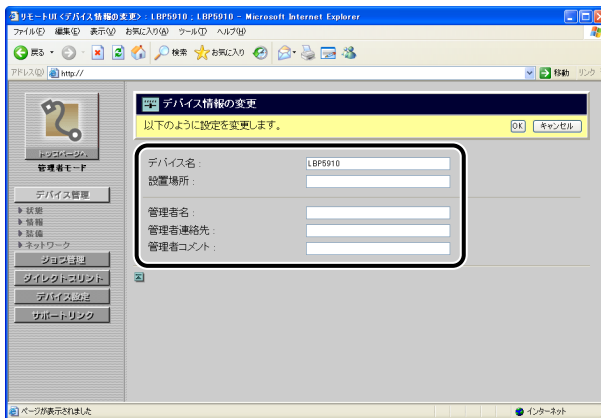 リモートUI <デバイス情報の変更> : LBP5910 ; LBP5910 - Microsoft Internet Explorer
ファイル(F) 編集(E) 表示(V) お気に入り(A) ツール(T) ヘルプ(H)
戻る 検索 お気に入り
アドレス(D) http:// 移動 リンク
デバイス情報の変更
以下のように設定を変更します。 OK キャンセル
トップページへ
管理者モード
デバイス管理
状態
情報
装備
ネットワーク
ジョブ管理
ダイレクトプリント
デバイス設定
サポートリンク
デバイス名 : LBP5910
設置場所 :
管理者名 :
管理者連絡先 :
管理者コメント :
ページが表示されました インターネット